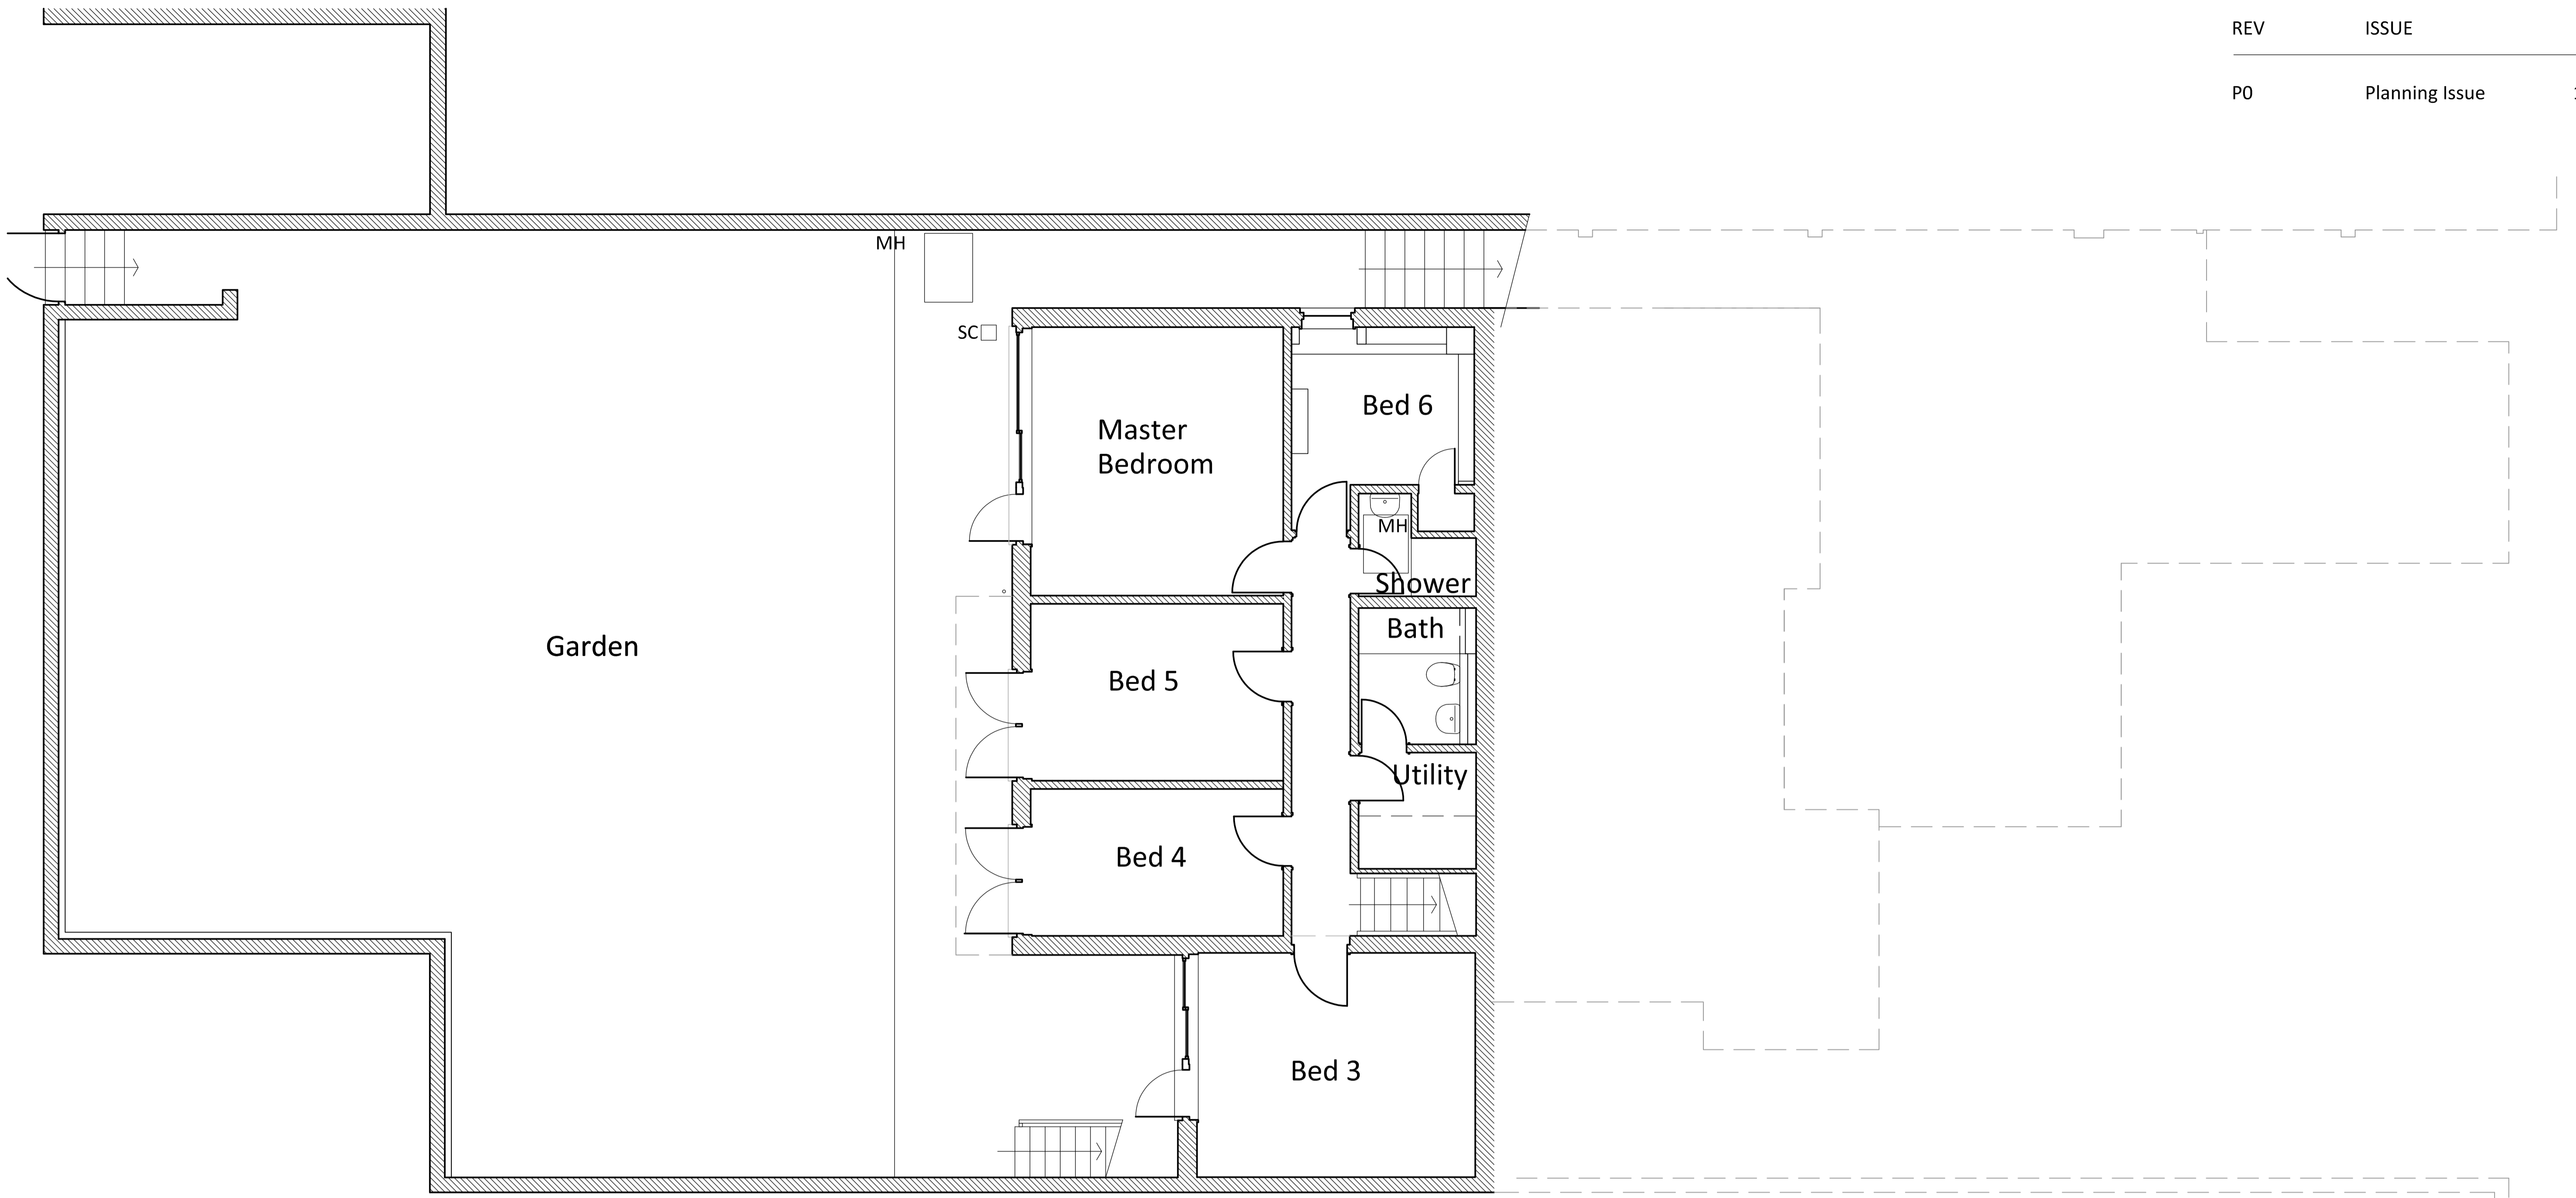 REV ISSUE
P0 Planning Issue
MH
SC
Master
Bedroom
Bed 6
MH
Shower
Garden
Bath
Bed 5
Utility
Bed 4
Bed 3